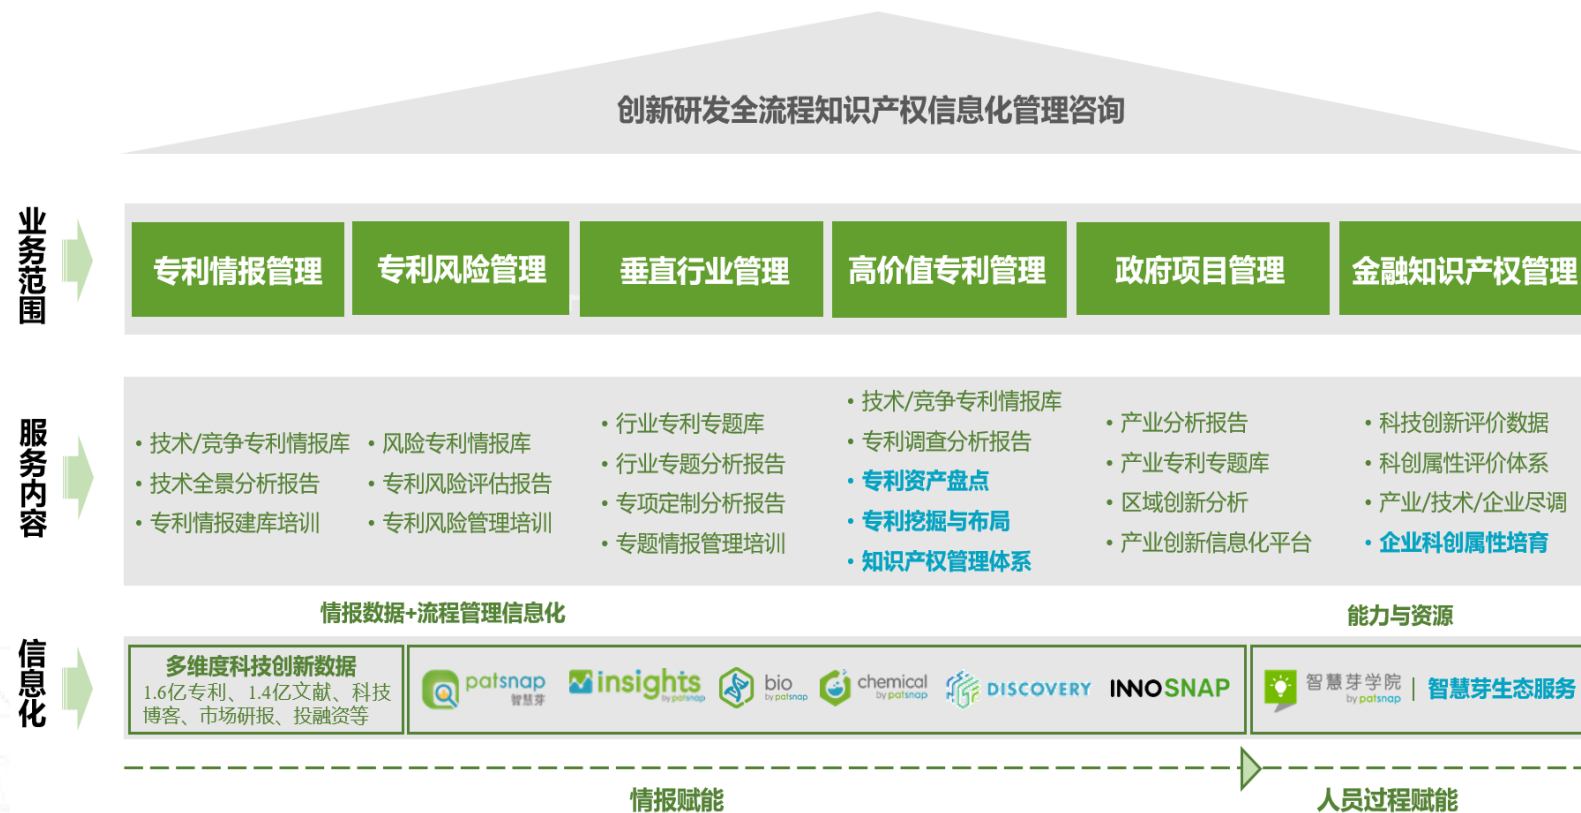 创新研发全流程知识产权信息化管理咨询
业务范围
专利情报管理
专利风险管理
垂直行业管理
高价值专利管理
政府项目管理
金融知识产权管理
服务内容
• 技术/竞争专利情报库
• 技术全景分析报告
• 专利情报建库培训
• 风险专利情报库
• 专利风险评估报告
• 专利风险管理培训
• 行业专利专题库
• 行业专题分析报告
• 专项定制分析报告
• 专题情报管理培训
• 技术/竞争专利情报库
• 专利调查分析报告
• 专利资产盘点
• 专利挖掘与布局
• 知识产权管理体系
• 产业分析报告
• 产业专利专题库
• 区域创新分析
• 产业创新信息化平台
• 科技创新评价数据
• 科创属性评价体系
• 产业/技术/企业尽调
• 企业科创属性培育
情报数据+流程管理信息化
能力与资源
信息化
多维度科技创新数据
1.6亿专利、1.4亿文献、科技
博客、市场研报、投融资等
patsnap
智慧芽
insights
by patsnap
bio
by patsnap
chemical
by patsnap
DISCOVERY
INNOSNAP
智慧芽学院
by patsnap
| 智慧芽生态服务
情报赋能
人员过程赋能